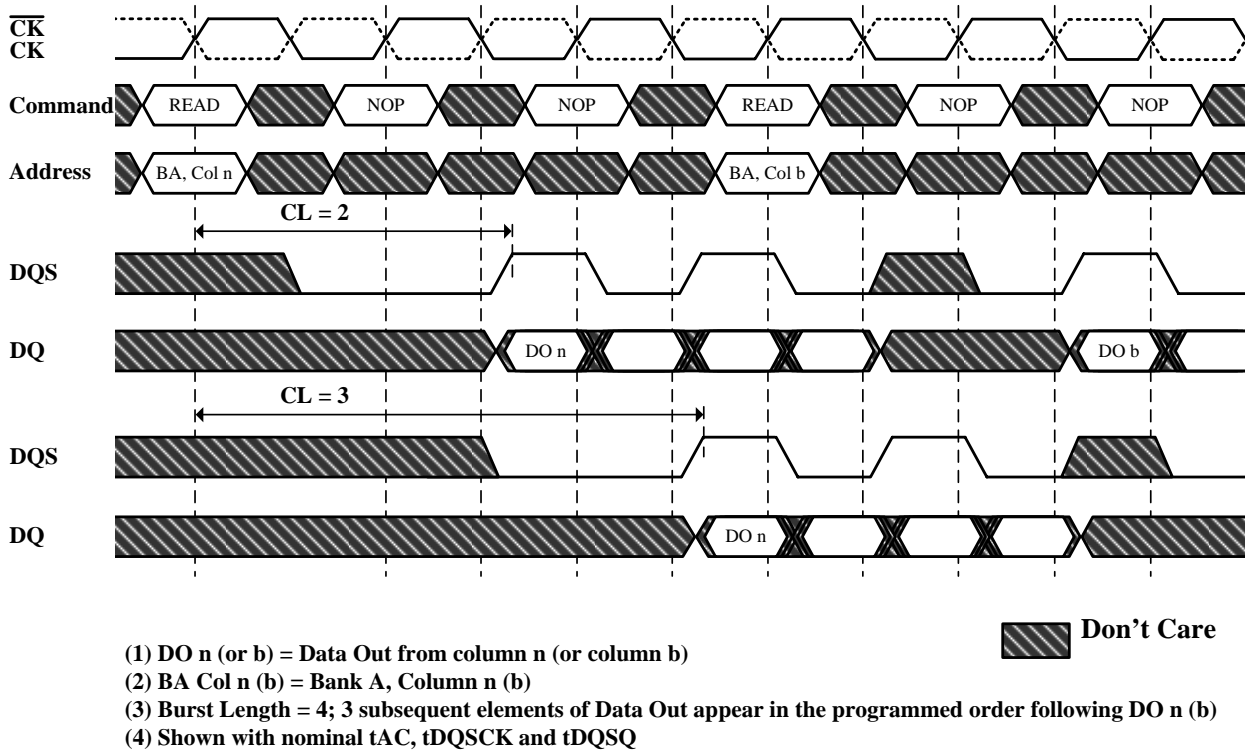 CK
CK
Command READ NOP NOP READ NOP NOP
Address BA, Col n BA, Col b
CL = 2
DQS
DQ DO n DO b
CL = 3
DQS
DQ DO n
Don't Care
(1) DO n (or b) = Data Out from column n (or column b)
(2) BA Col n (b) = Bank A, Column n (b)
(3) Burst Length = 4; 3 subsequent elements of Data Out appear in the programmed order following DO n (b)
(4) Shown with nominal tAC, tDQSCK and tDQSQ